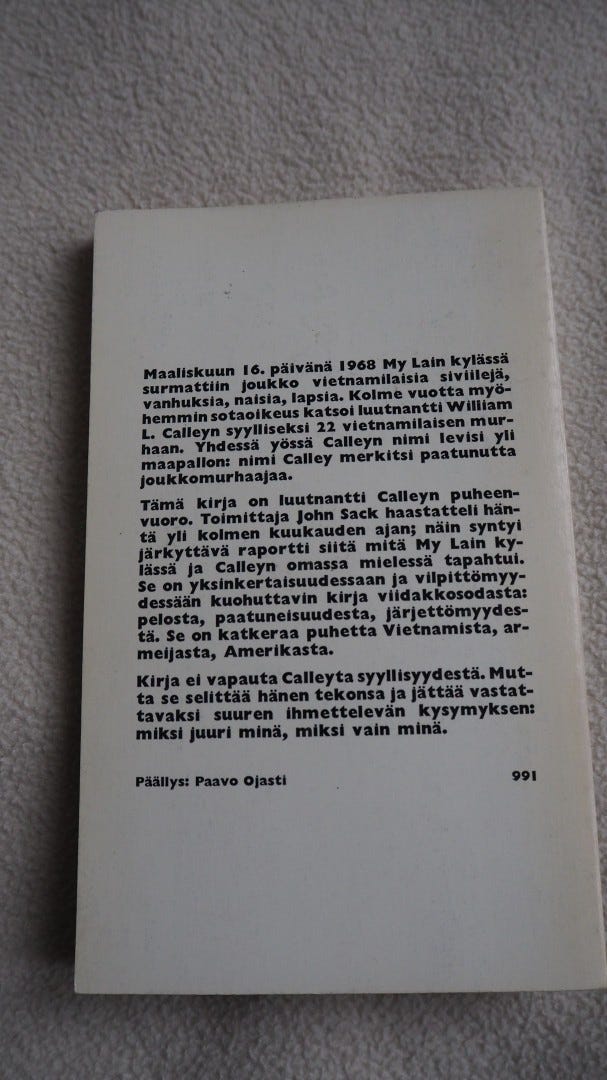 Maaliskuun 16. päivänä 1968 My Lain kylässä
surmattiin joukko vietnamilaisia siviilejä,
vanhuksia, naisia, lapsia. Kolme vuotta myö-
hemmin sotaoikeus katsoi luutnantti William
L. Calleyn syylliseksi 22 vietnamilaisen mur-
haan. Yhdessä yössä Calleyn nimi levisi yli
maapallon: nimi Calley merkitsi paatunutta
joukkomurhaajaa.
Tämä kirja on luutnantti Calleyn puheen-
vuoro. Toimittaja John Sack haastatteli hän-
tä yli kolmen kuukauden ajan; näin syntyi
järkyttävä raportti siitä mitä My Lain ky-
lässä ja Calleyn omassa mielessä tapahtui.
Se on yksinkertaisuudessaan ja vilpittömyy-
dessään kuohuttavin kirja viidakkosodasta:
pelosta, paatuneisuudesta, järjettömyydes-
tä. Se on katkeraa puhetta Vietnamista, ar-
meijasta, Amerikasta.
Kirja ei vapauta Calleyta syyllisyydestä. Mut-
ta se selittää hänen tekonsa ja jättää vastat-
tavaksi suuren ihmettelevän kysymyksen:
miksi juuri minä, miksi vain minä.
Päällys: Paavo Ojasti 991